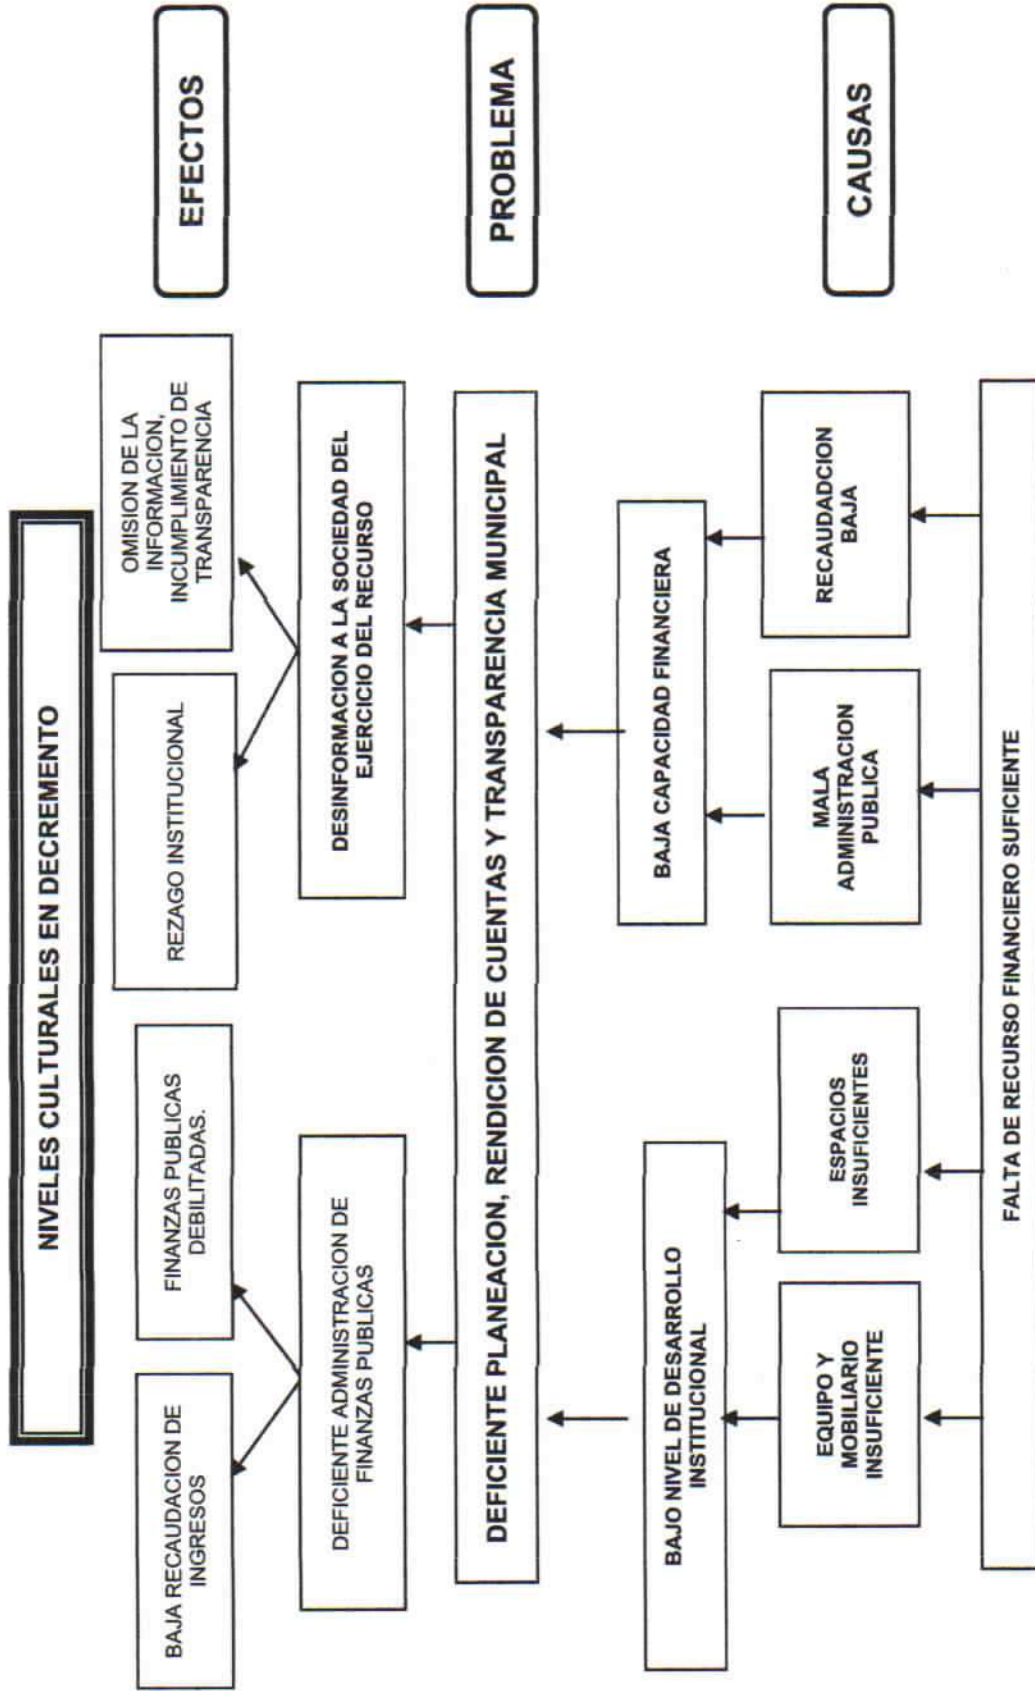 NIVELES CULTURALES EN DECREMENTO
BAJA RECAUDACION DE
INGRESOS
FINANZAS PUBLICAS
DEBILITADAS.
REZAGO INSTITUCIONAL
OMISION DE LA
INFORMACION,
INCUMPLIMIENTO DE
TRANSPARENCIA
EFECTOS
DEFICIENTE ADMINISTRACION DE
FINANZAS PUBLICAS
DESINFORMACION A LA SOCIEDAD DEL
EJERCICIO DEL RECURSO
DEFICIENTE PLANEACION, RENDICION DE CUENTAS Y TRANSPARENCIA MUNICIPAL
PROBLEMA
BAJO NIVEL DE DESARROLLO
INSTITUCIONAL
BAJA CAPACIDAD FINANCIERA
EQUIPO Y
MOBILIARIO
INSUFICIENTE
ESPACIOS
INSUFICIENTES
MALA
ADMINISTRACION
PUBLICA
RECAUDADCION
BAJA
CAUSAS
FALTA DE RECURSO FINANCIERO SUFICIENTE